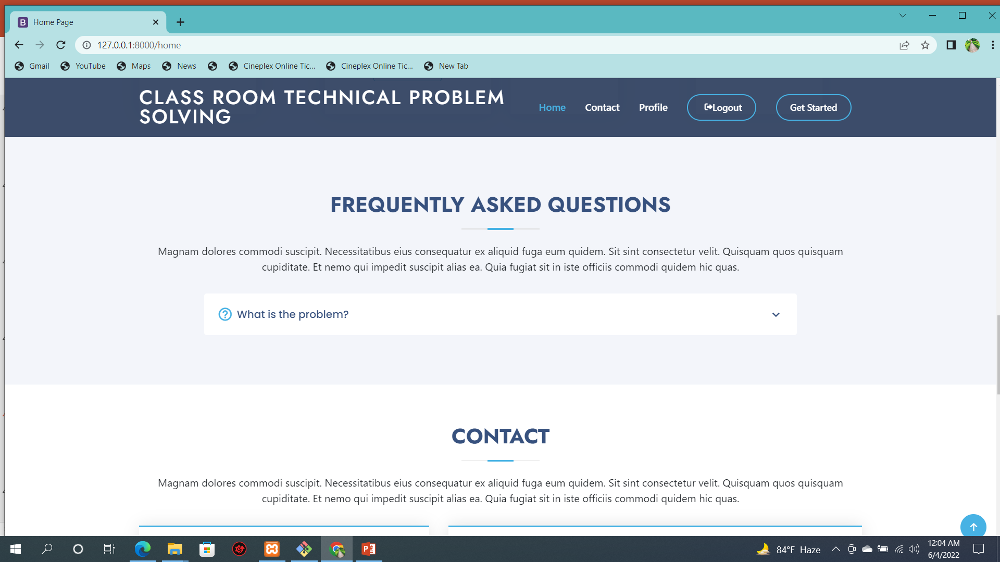 Home Page
127.0.0.1:8000/home
Gmail YouTube Maps News Cineplex Online Tic... Cineplex Online Tic... New Tab
CLASS ROOM TECHNICAL PROBLEM
SOLVING
Home Contact Profile Logout Get Started
FREQUENTLY ASKED QUESTIONS
Magnam dolores commodi suscipit. Necessitatibus eius consequatur ex aliquid fuga eum quidem. Sit sint consectetur velit. Quisquam quos quisquam
cupiditate. Et nemo qui impedit suscipit alias ea. Quia fugiat sit in iste officiis commodi quidem hic quas.
What is the problem?
CONTACT
Magnam dolores commodi suscipit. Necessitatibus eius consequatur ex aliquid fuga eum quidem. Sit sint consectetur velit. Quisquam quos quisquam
cupiditate. Et nemo qui impedit suscipit alias ea. Quia fugiat sit in iste officiis commodi quidem hic quas.
84°F Haze
12:04 AM
6/4/2022